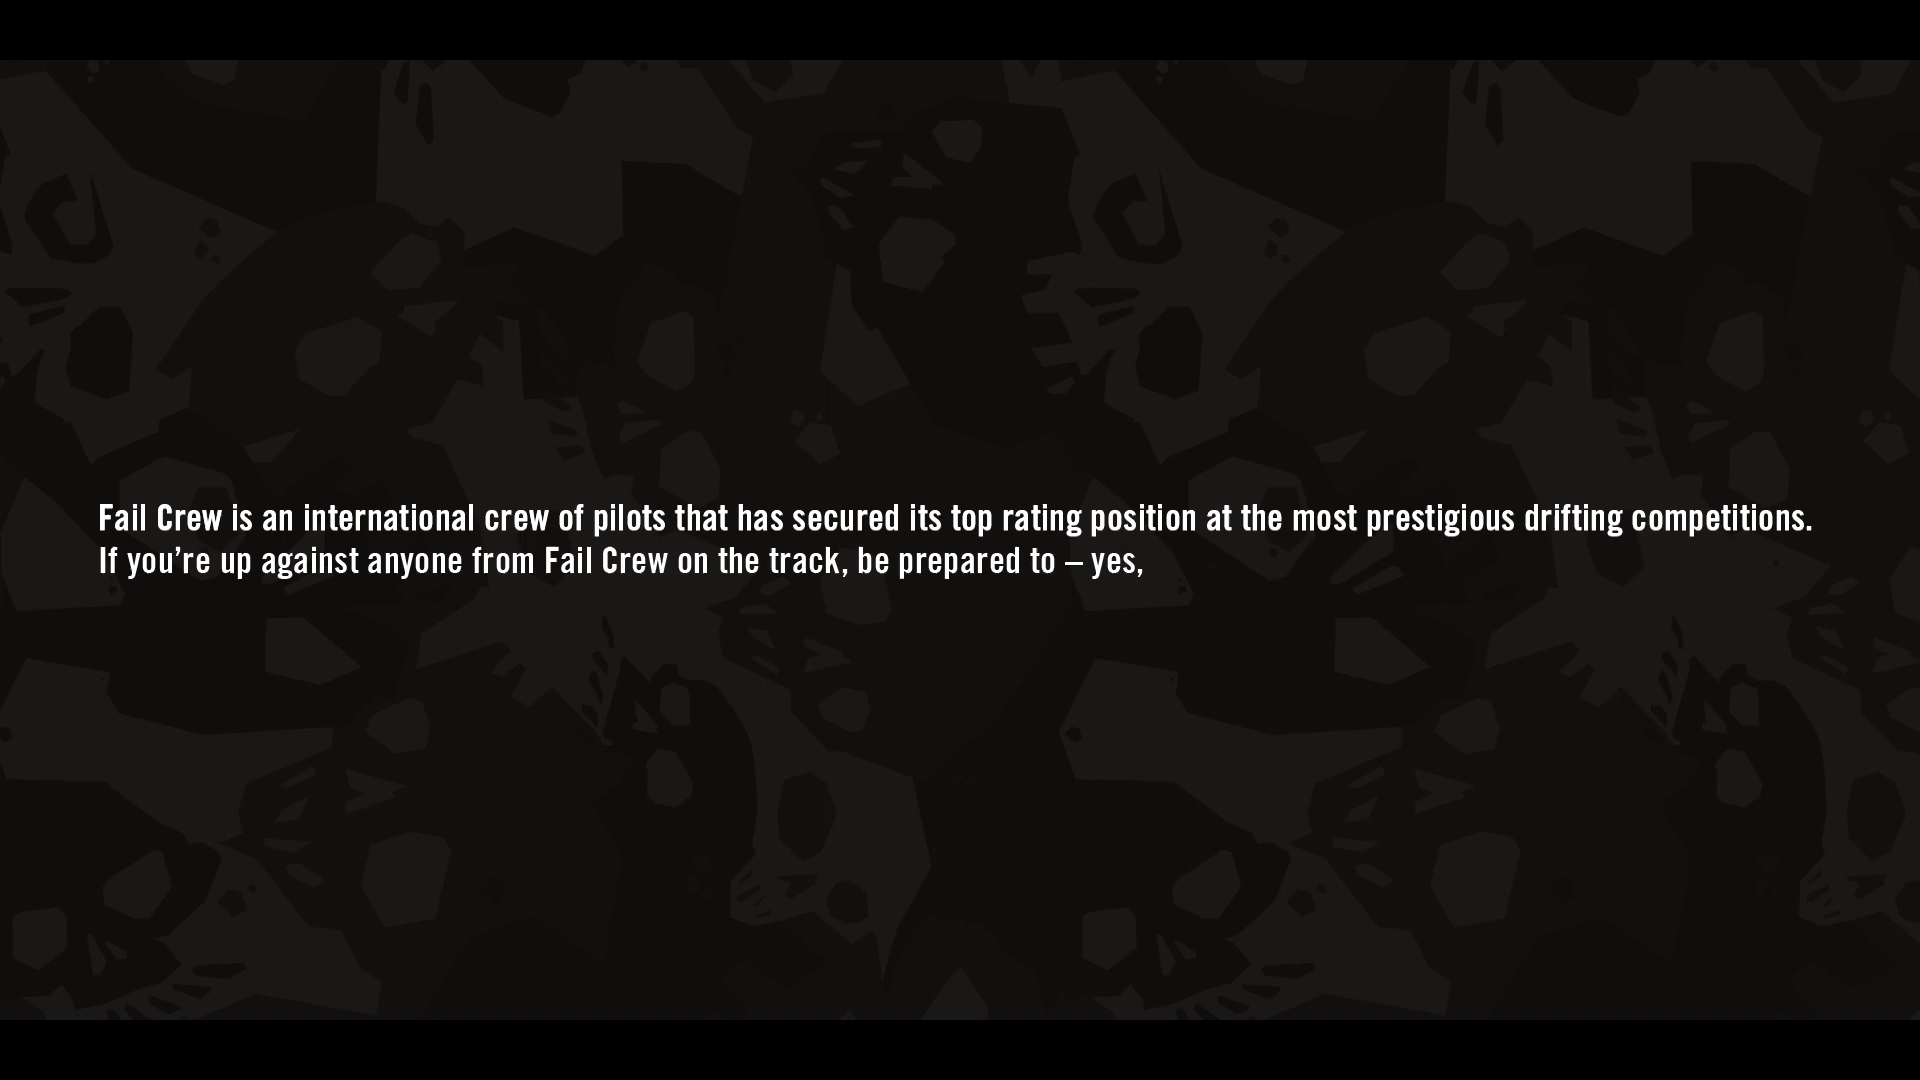 Fail Crew is an international crew of pilots that has secured its top rating position at the most prestigious drifting competitions.
If you’re up against anyone from Fail Crew on the track, be prepared to – yes,